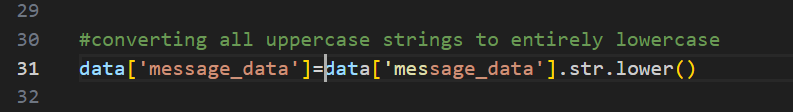 29
30 #converting all uppercase strings to entirely lowercase
31 data['message_data']=data['message_data'].str.lower()
32